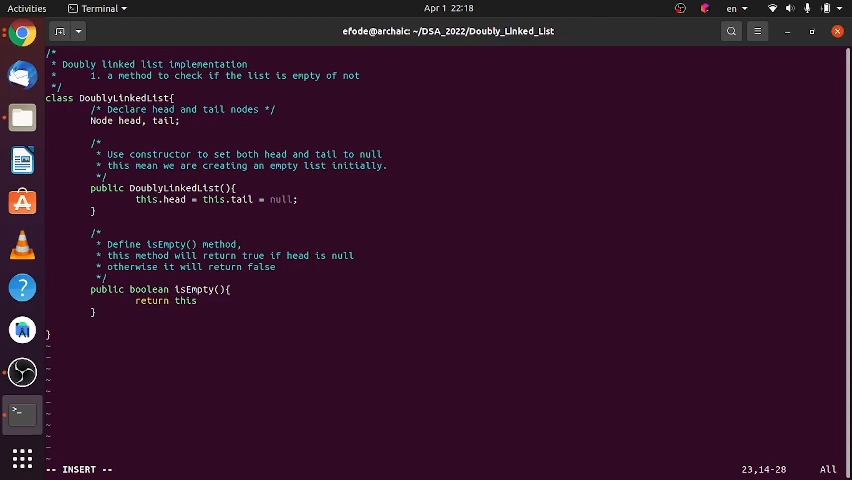 Activities
Terminal
Apr 1 22:18
en
efode@archaic: ~/DSA_2022/Doubly_Linked_List
/*
 * Doubly linked list implementation
 *      1. a method to check if the list is empty of not
 */
class DoublyLinkedList{
        /* Declare head and tail nodes */
        Node head, tail;
        /*
         * Use constructor to set both head and tail to null
         * this mean we are creating an empty list initially.
         */
        public DoublyLinkedList(){
                this.head = this.tail = null;
        }
        /*
         * Define isEmpty() method,
         * this method will return true if head is null
         * otherwise it will return false
         */
        public boolean isEmpty(){
                return this
        }
}
~
~
~
~
~
~
~
~
~
~
-- INSERT --
23,14-28
All